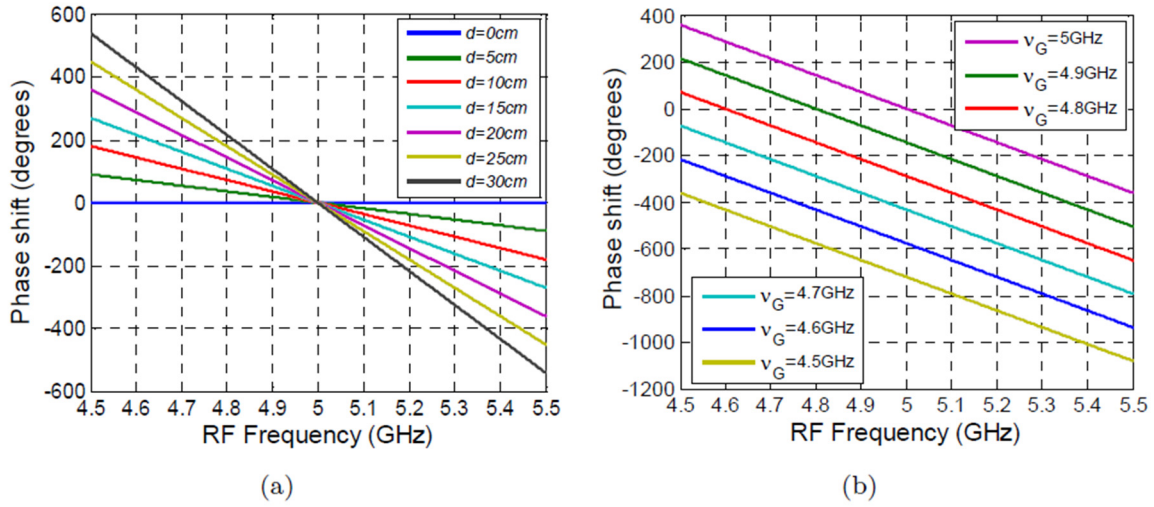 600
400
200
0
-200
-400
-600
4.5 4.6 4.7 4.8 4.9 5 5.1 5.2 5.3 5.4 5.5
Phase shift (degrees)
RF Frequency (GHz)
d=0cm
d=5cm
d=10cm
d=15cm
d=20cm
d=25cm
d=30cm
(a)
400
200
0
-200
-400
-600
-800
-1000
-1200
4.5 4.6 4.7 4.8 4.9 5 5.1 5.2 5.3 5.4 5.5
Phase shift (degrees)
RF Frequency (GHz)
νG=5GHz
νG=4.9GHz
νG=4.8GHz
νG=4.7GHz
νG=4.6GHz
νG=4.5GHz
(b)